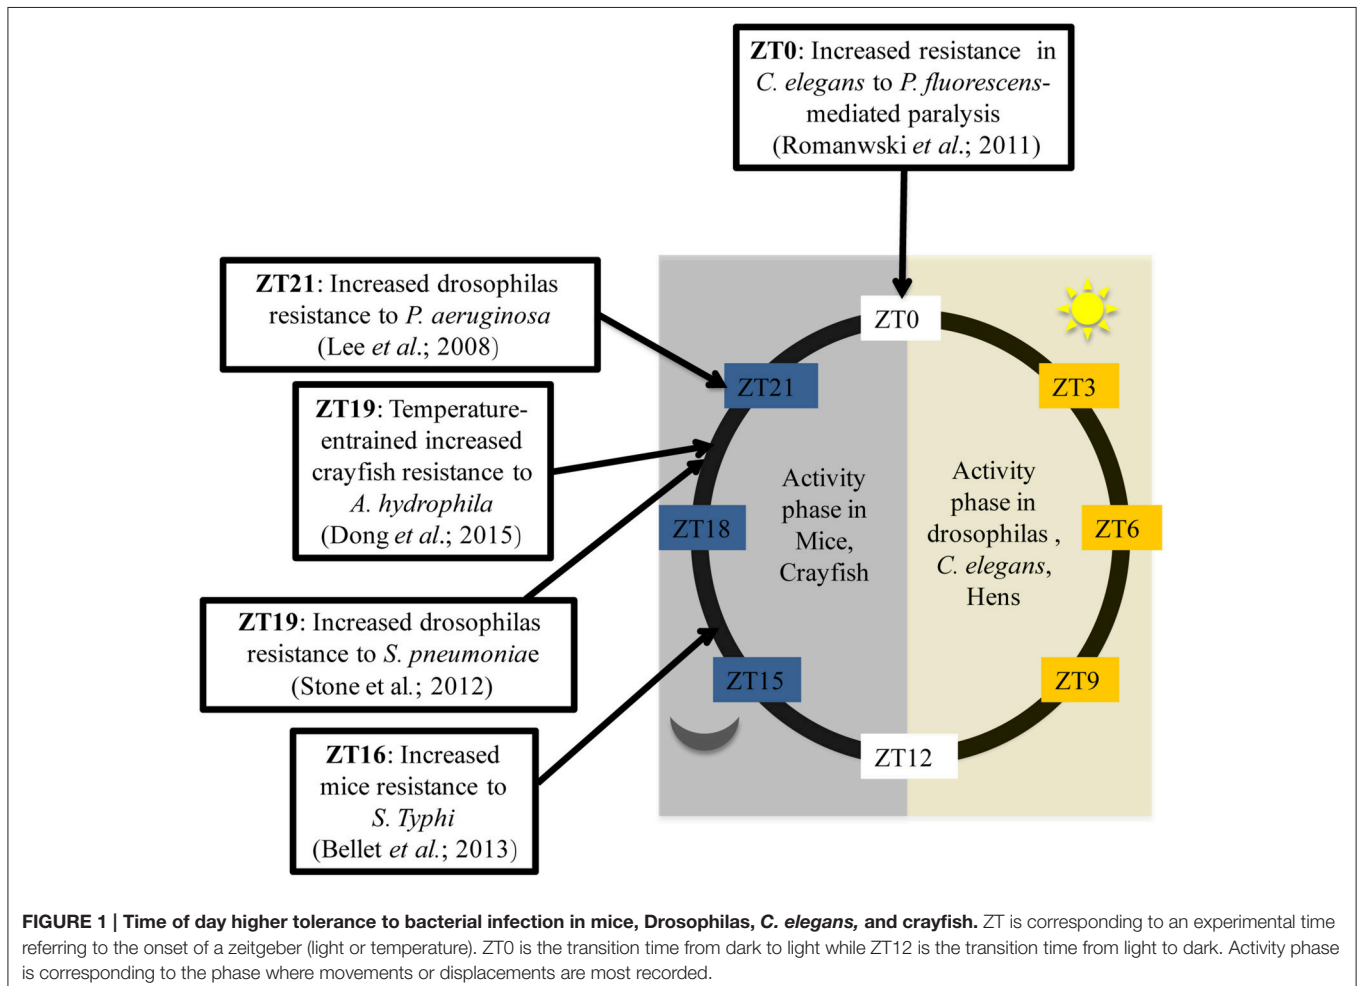 ZT0: Increased resistance in
C. elegans to P. fluorescens-
mediated paralysis
(Romanwski et al.; 2011)
ZT21: Increased drosophilas
resistance to P. aeruginosa
(Lee et al.; 2008)
ZT19: Temperature-
entrained increased
crayfish resistance to
A. hydrophila
(Dong et al.; 2015)
ZT19: Increased drosophilas
resistance to S. pneumoniae
(Stone et al.; 2012)
ZT16: Increased
mice resistance to
S. Typhi
(Bellet et al.; 2013)
ZT0
ZT3
ZT6
ZT9
ZT12
ZT15
ZT18
ZT21
Activity
phase in
Mice,
Crayfish
Activity
phase in
drosophilas ,
C. elegans,
Hens
FIGURE 1 | Time of day higher tolerance to bacterial infection in mice, Drosophilas, C. elegans, and crayfish. ZT is corresponding to an experimental time
referring to the onset of a zeitgeber (light or temperature). ZT0 is the transition time from dark to light while ZT12 is the transition time from light to dark. Activity phase
is corresponding to the phase where movements or displacements are most recorded.